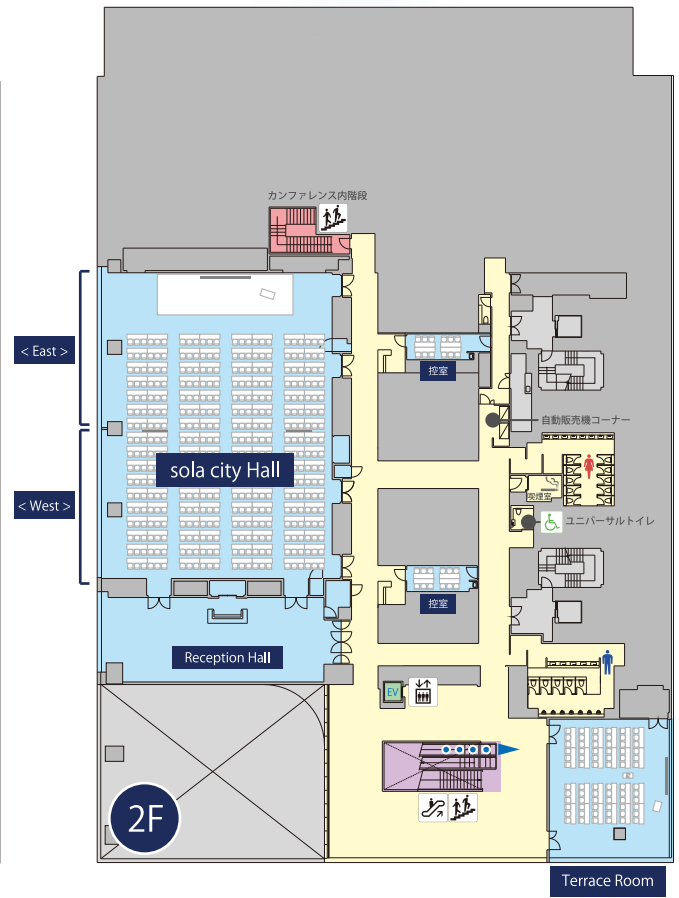 カンファレンス内階段
< East >
控室
自動販売機コーナー
sola city Hall
< West >
喫煙室
ユニバーサルトイレ
控室
Reception Hall
EV
2F
Terrace Room